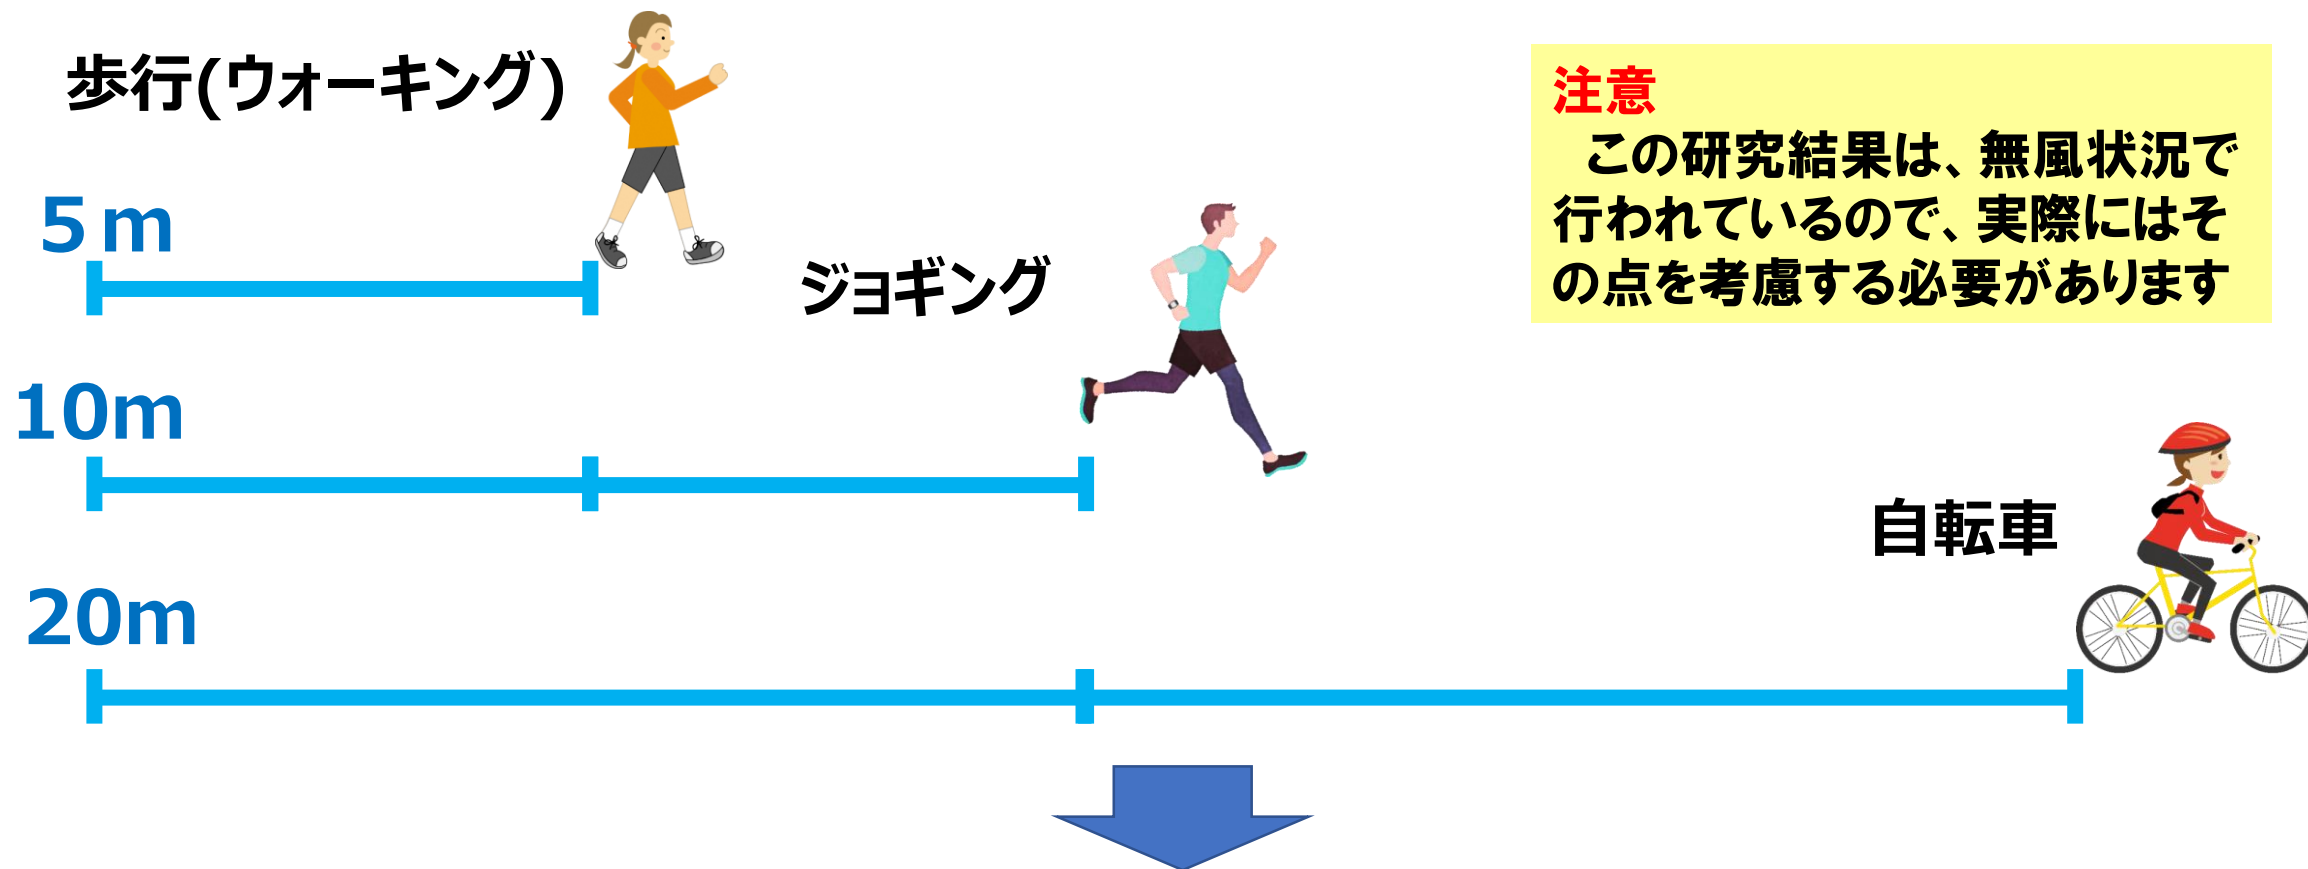 歩行(ウォーキング)
5m
ジョギング
10m
自転車
20m
注意
この研究結果は、無風状況で
行われているので、実際にはそ
の点を考慮する必要があります